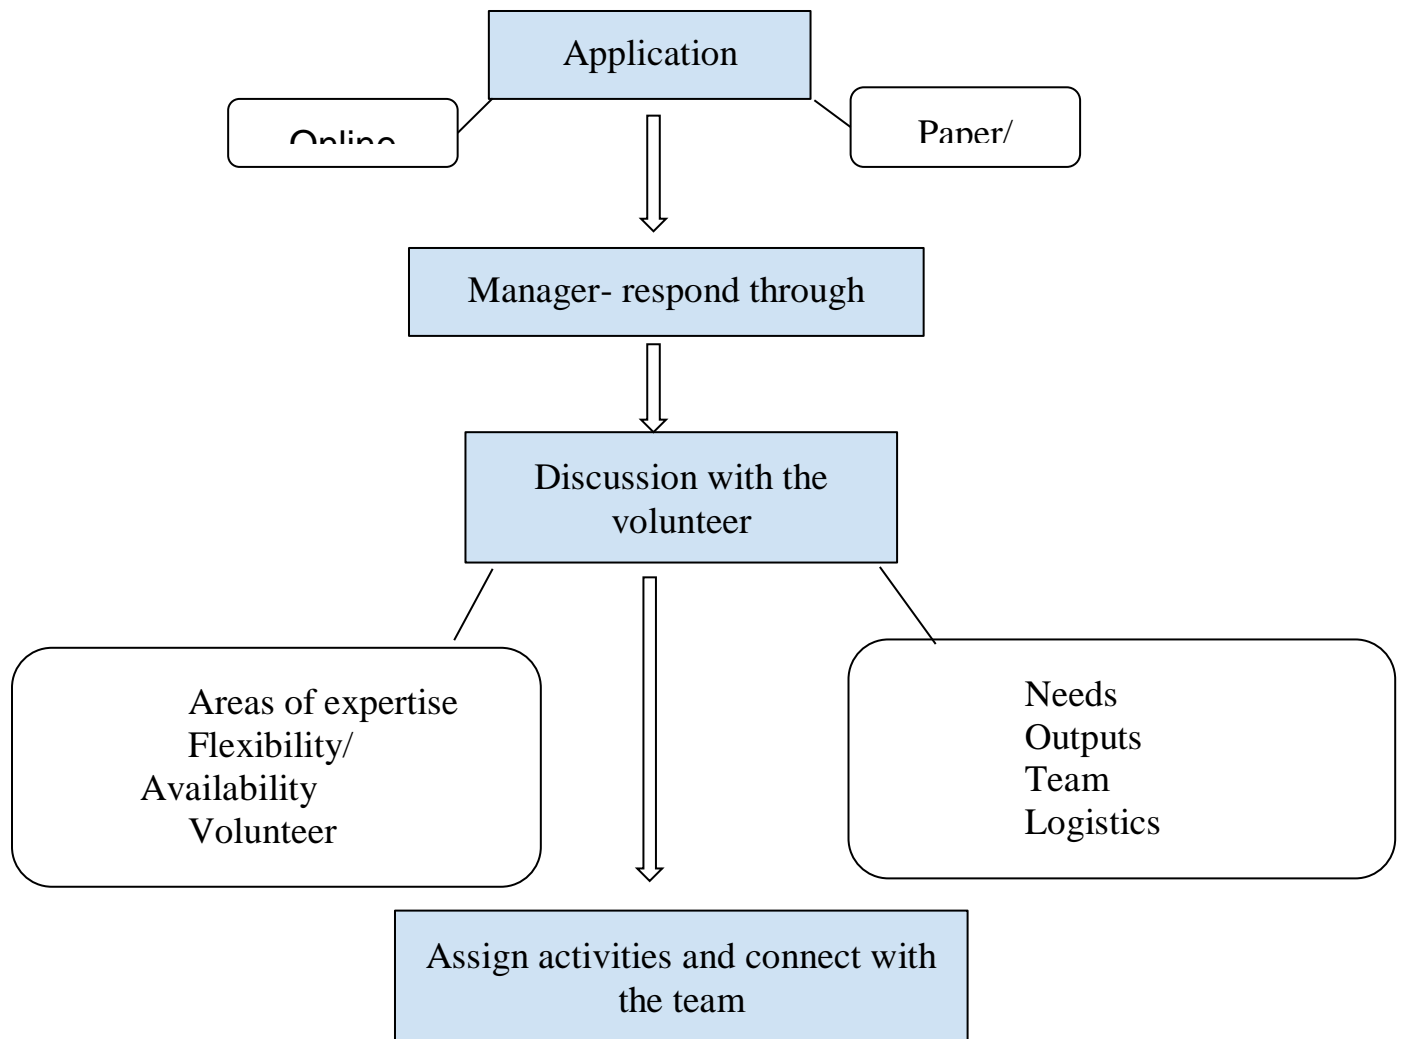 Application
Online
Paper/
Manager- respond through
Discussion with the
volunteer
Areas of expertise
Flexibility/
Availability
Volunteer
Needs
Outputs
Team
Logistics
Assign activities and connect with
the team